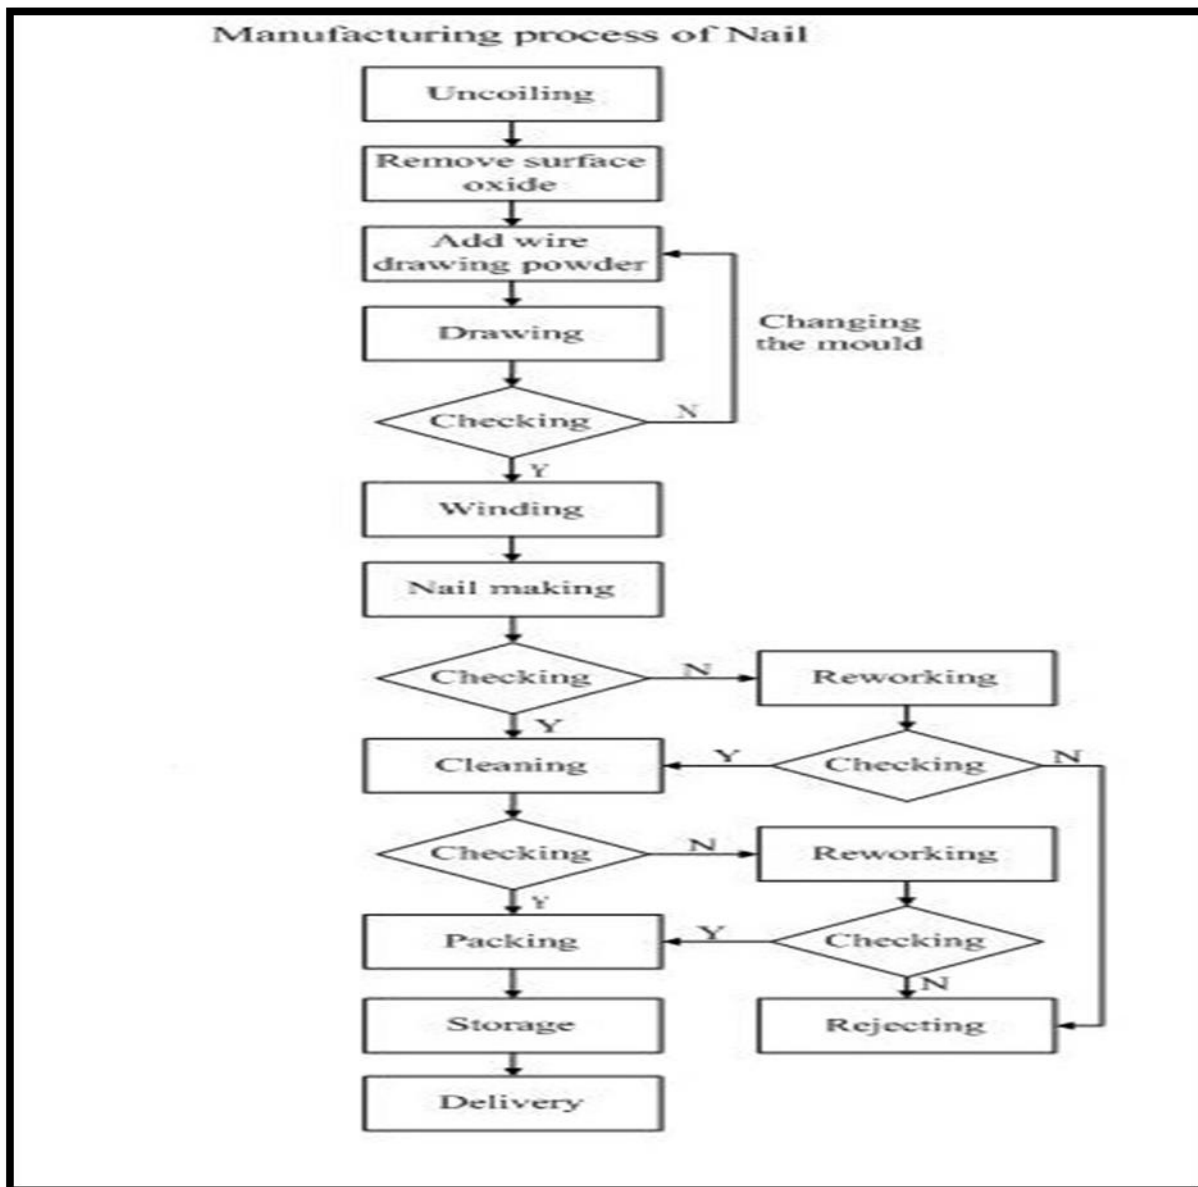 Manufacturing process of Nail
Uncoiling
Remove surface
oxide
Add wire
drawing powder
Drawing
Changing
the mould
Checking
N
Y
Winding
Nail making
Checking
N
Reworking
Y
Cleaning
Y
Checking
N
Checking
N
Reworking
Y
Packing
Y
Checking
N
Storage
Rejecting
Delivery